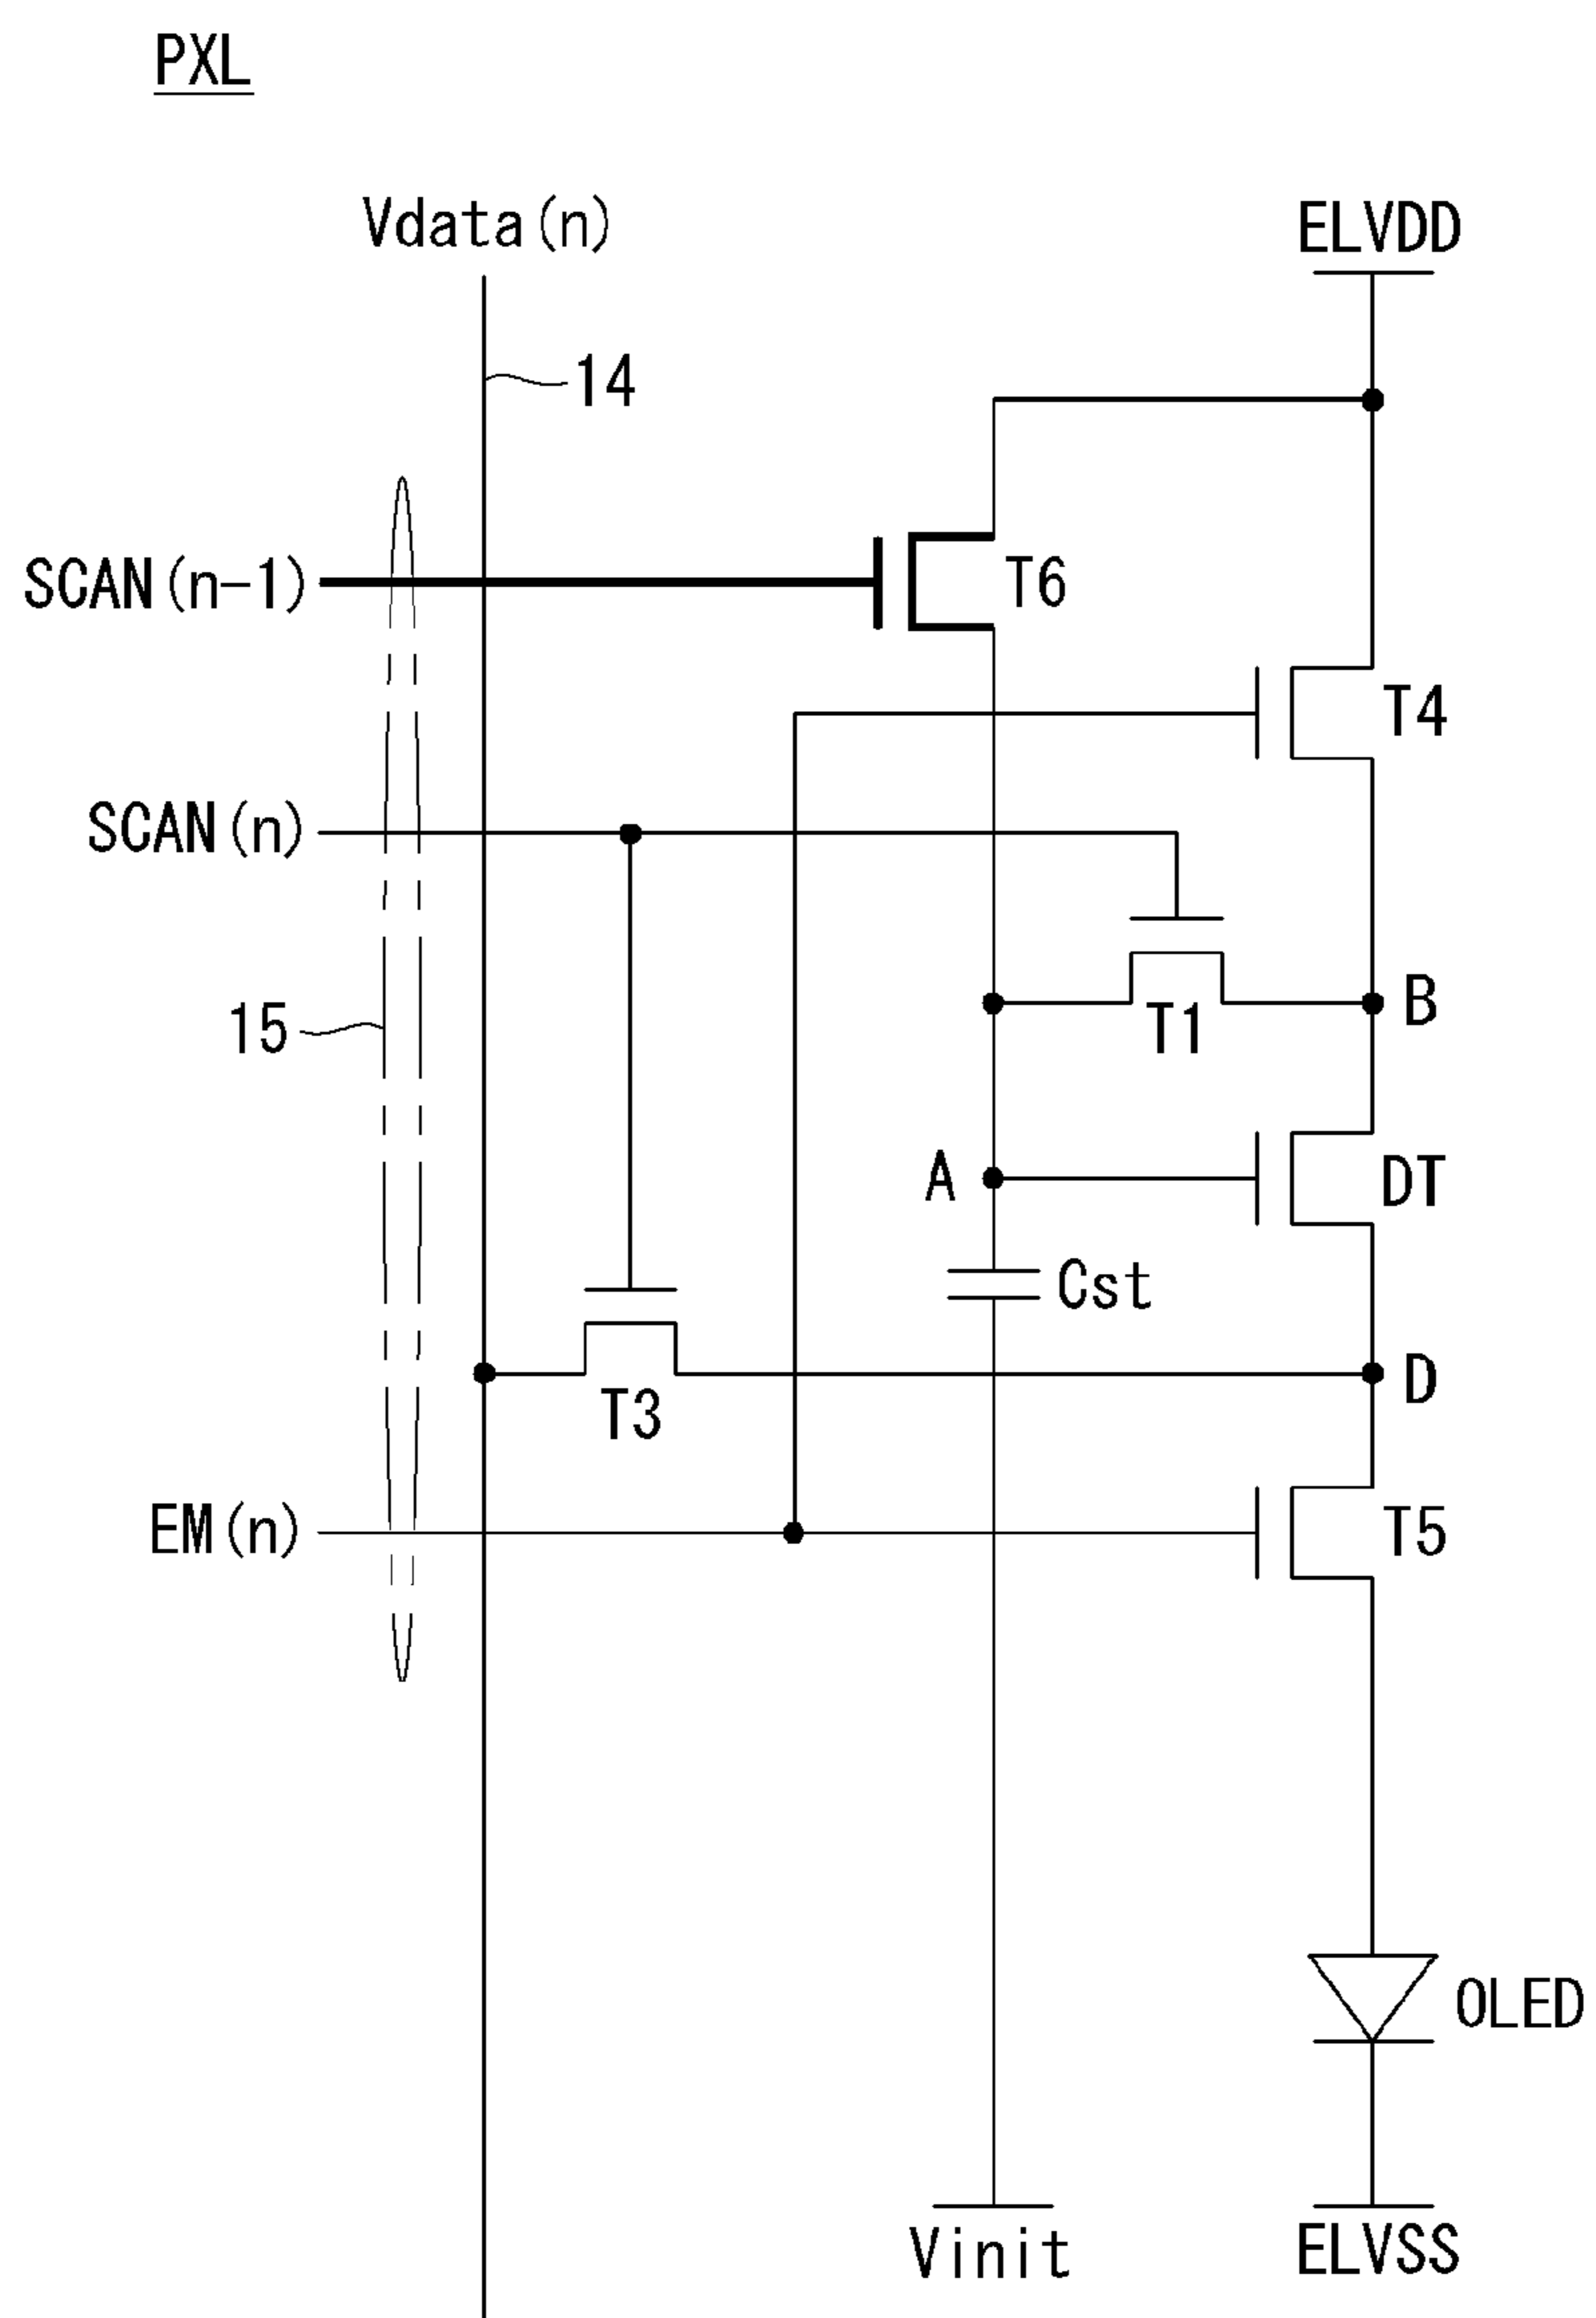 PXL
Vdata(n)
ELVDD
14
SCAN(n-1)
T6
T4
SCAN(n)
15
T1
B
A
DT
Cst
D
T3
EM(n)
T5
OLED
Vinit
ELVSS